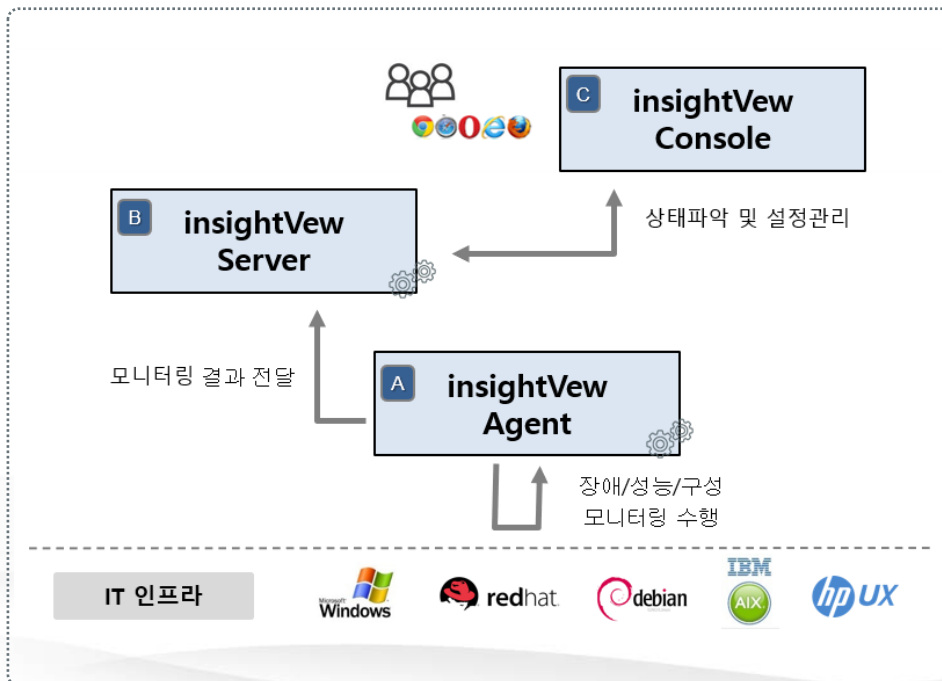 C
insightVew
Console
B
insightVew
Server
상태파악 및 설정관리
모니터링 결과 전달
A
insightVew
Agent
장애/성능/구성
모니터링 수행
IT 인프라
Microsoft
Windows
redhat.
debian
IBM
AIX
hp UX